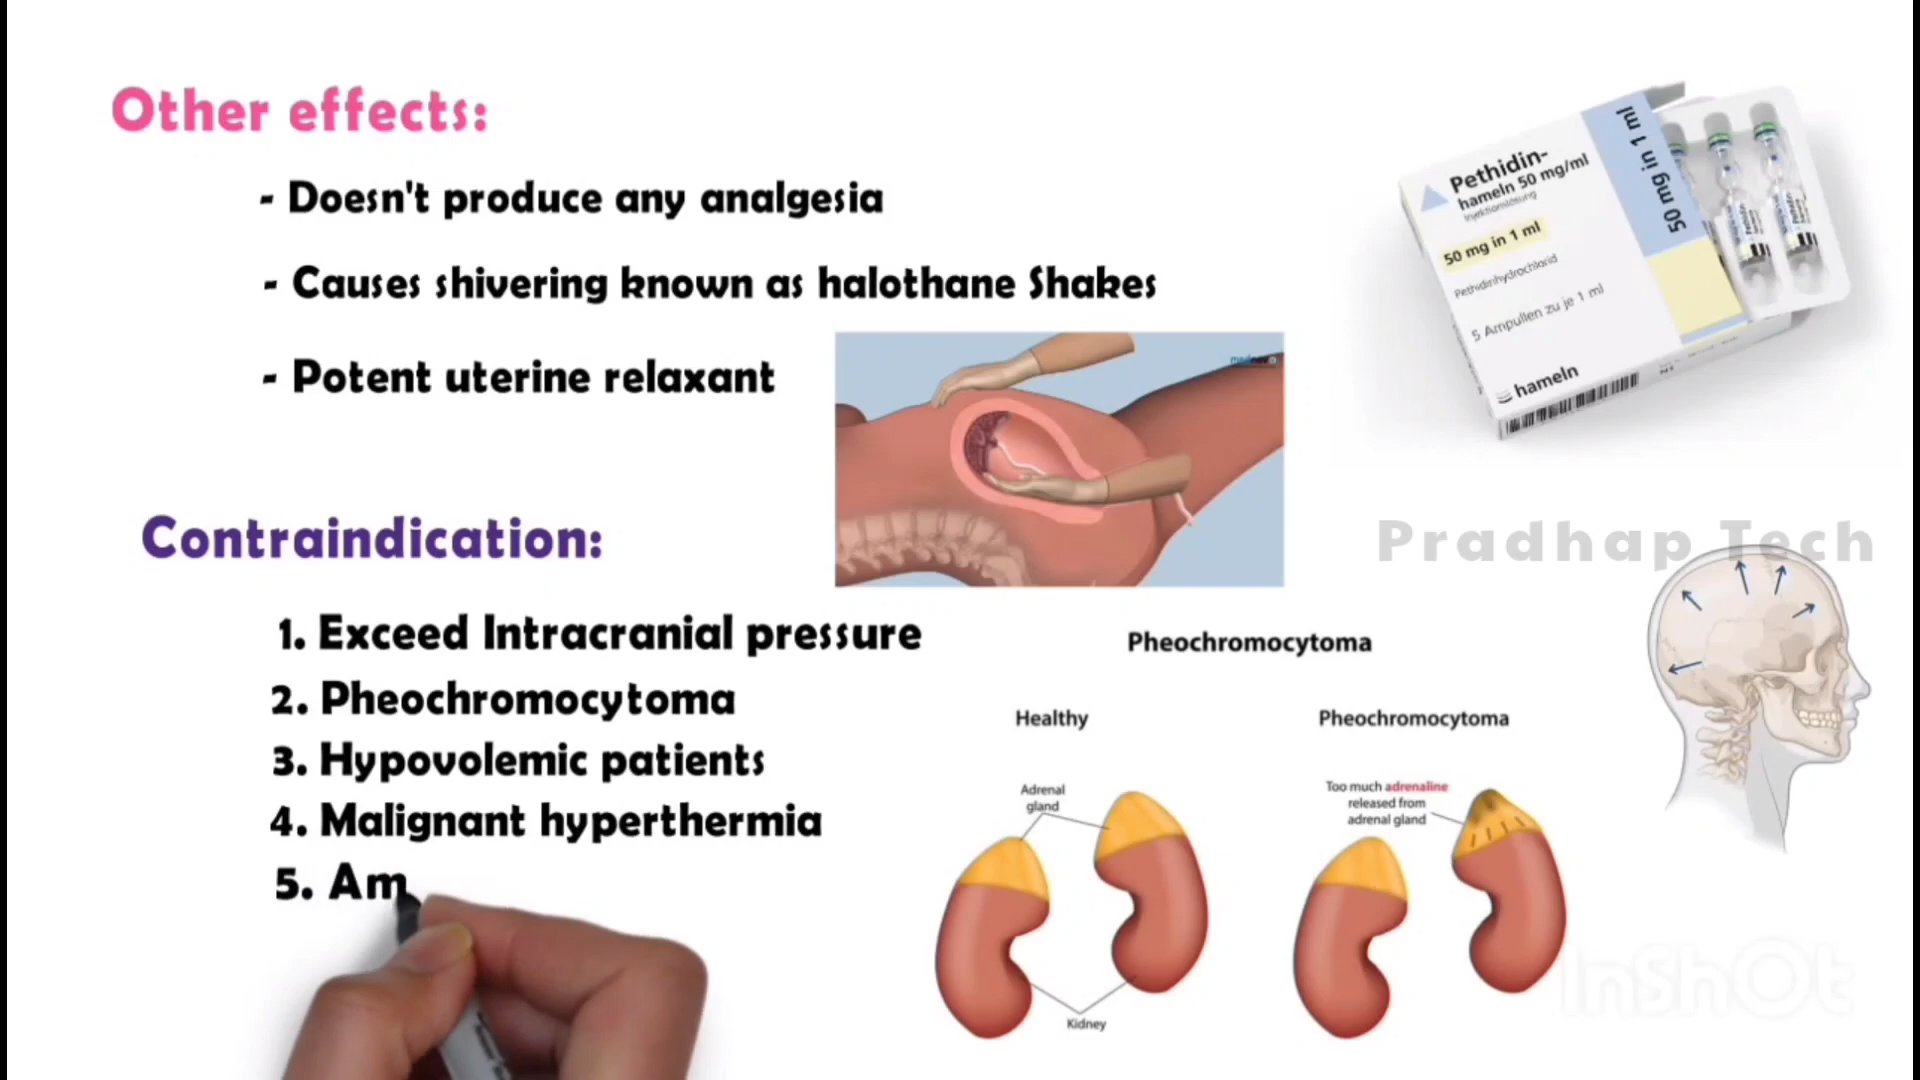 Other effects:
- Doesn't produce any analgesia
- Causes shivering known as halothane Shakes
- Potent uterine relaxant
Pethidin-
hameln 50 mg/ml
Injektionslösung
50 mg in 1 ml
Pethidinhydrochlorid
5 Ampullen zu je 1 ml
hameln
50 mg in 1 ml
Contraindication:
Pradhap Tech
1. Exceed Intracranial pressure
2. Pheochromocytoma
3. Hypovolemic patients
4. Malignant hyperthermia
5. Am
Pheochromocytoma
Healthy
Pheochromocytoma
Adrenal
gland
Too much adrenaline
released from
adrenal gland
Kidney
InShOt